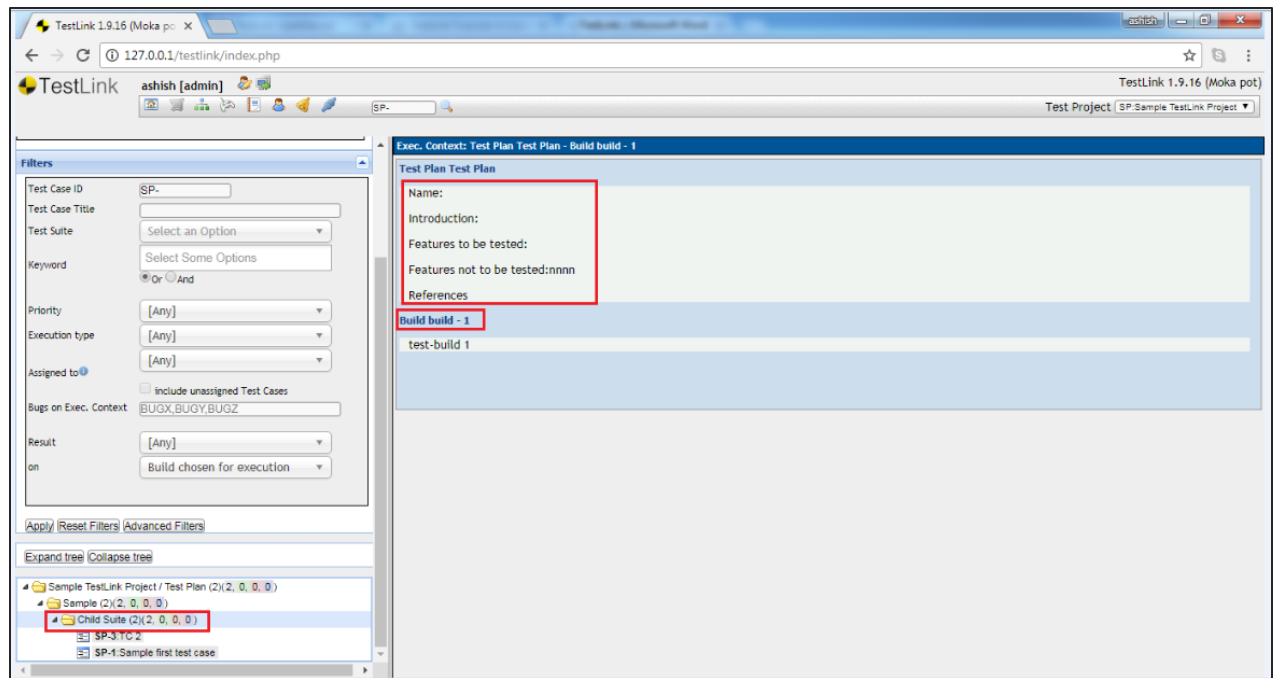 TestLink 1.9.16 (Moka po
ashish
127.0.0.1/testlink/index.php
TestLink ashish [admin] TestLink 1.9.16 (Moka pot)
SP- Test Project SP:Sample TestLink Project
Exec. Context: Test Plan Test Plan - Build build - 1
Filters
Test Case ID SP-
Test Case Title
Test Suite Select an Option
Keyword Select Some Options
Or And
Priority [Any]
Execution type [Any]
Assigned to [Any]
include unassigned Test Cases
Bugs on Exec. Context BUGX,BUGY,BUGZ
Result [Any]
on Build chosen for execution
Apply Reset Filters Advanced Filters
Expand tree Collapse tree
Sample TestLink Project / Test Plan (2)(2, 0, 0, 0)
Sample (2)(2, 0, 0, 0)
Child Suite (2)(2, 0, 0, 0)
SP-3:TC 2
SP-1:Sample first test case
Test Plan Test Plan
Name:
Introduction:
Features to be tested:
Features not to be tested:nnnn
References
Build build - 1
test-build 1